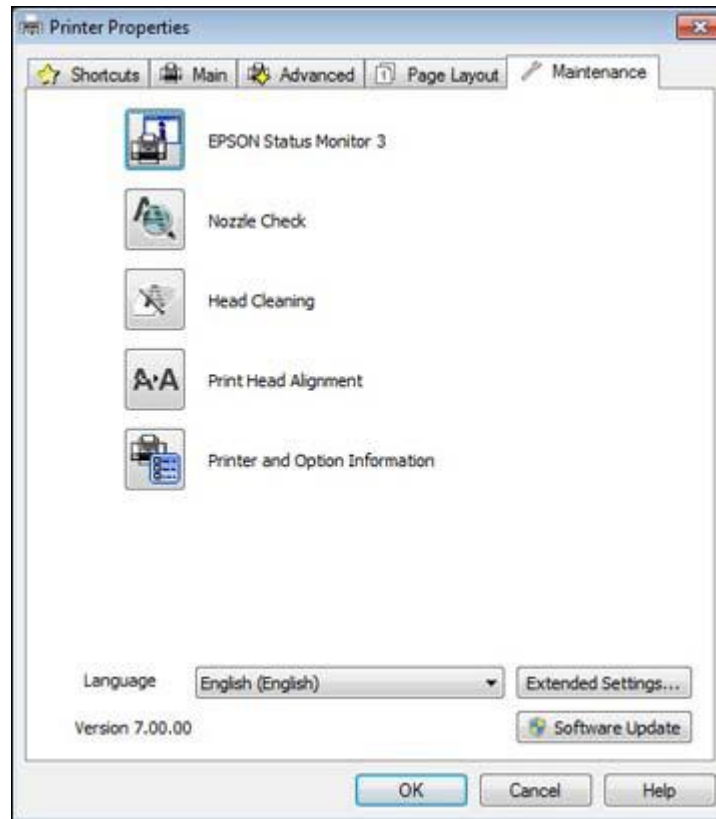 Printer Properties
Shortcuts Main Advanced 1 Page Layout Maintenance
EPSON Status Monitor 3
Nozzle Check
Head Cleaning
A A Print Head Alignment
Printer and Option Information
Language English (English) Extended Settings...
Version 7.00.00 Software Update
OK Cancel Help